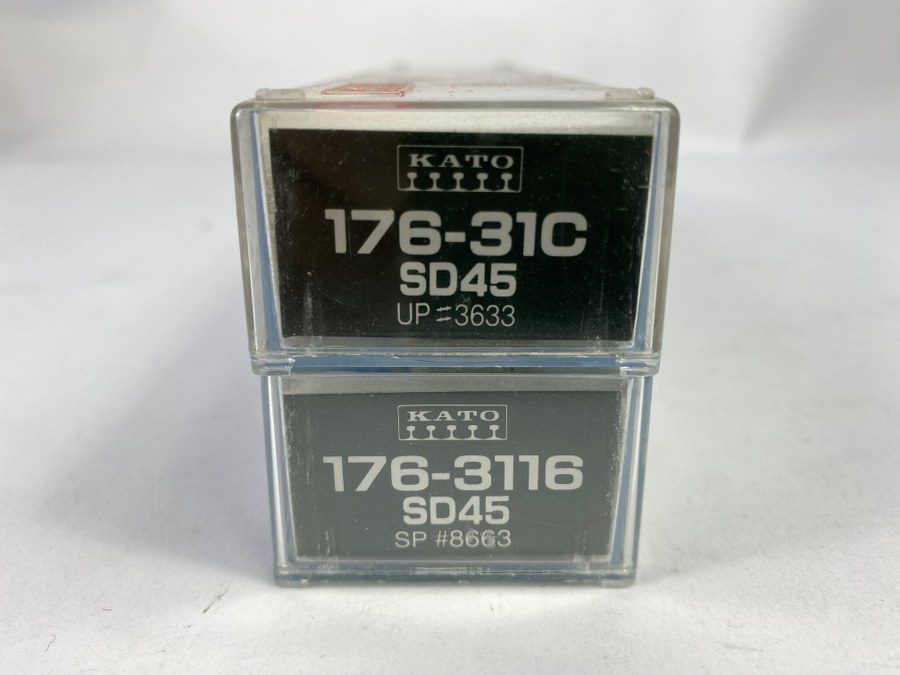 KATO
176-31C
SD45
UP #3633
KATO
176-3116
SD45
SP #8663